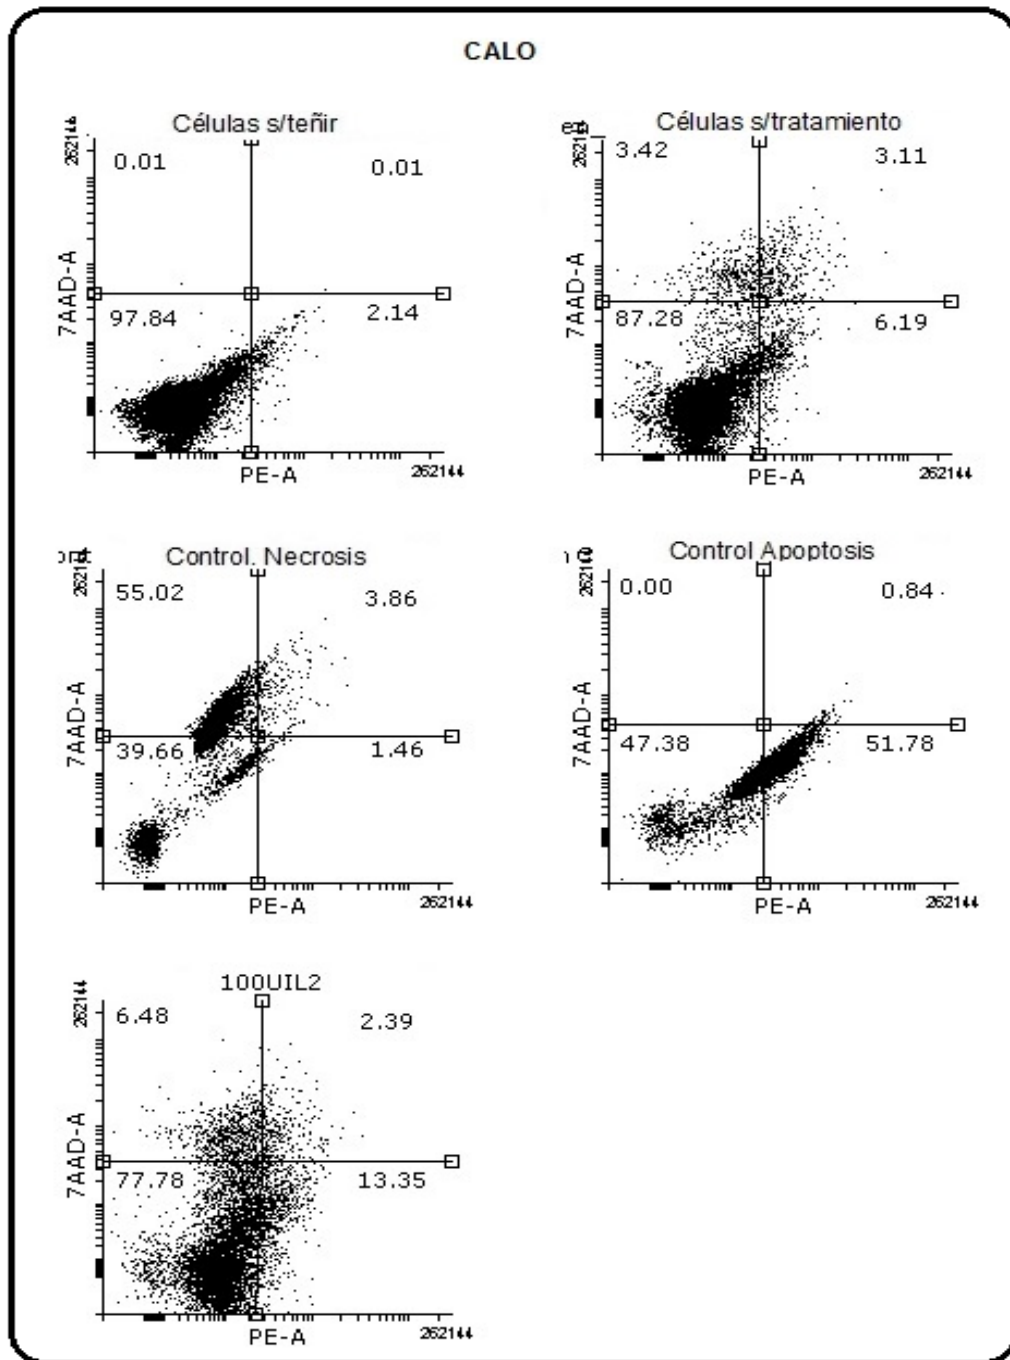 CALO
Células s/teñir
262144
0.01
0.01
7AAD-A
97.84
2.14
PE-A
262144
Células s/tratamiento
3.42
3.11
7AAD-A
87.28
6.19
PE-A
262144
Control. Necrosis
55.02
3.86
7AAD-A
39.66
1.46
PE-A
262144
Control Apoptosis
0.00
0.84
7AAD-A
47.38
51.78
PE-A
262144
100UIL2
262144
6.48
2.39
7AAD-A
77.78
13.35
PE-A
262144